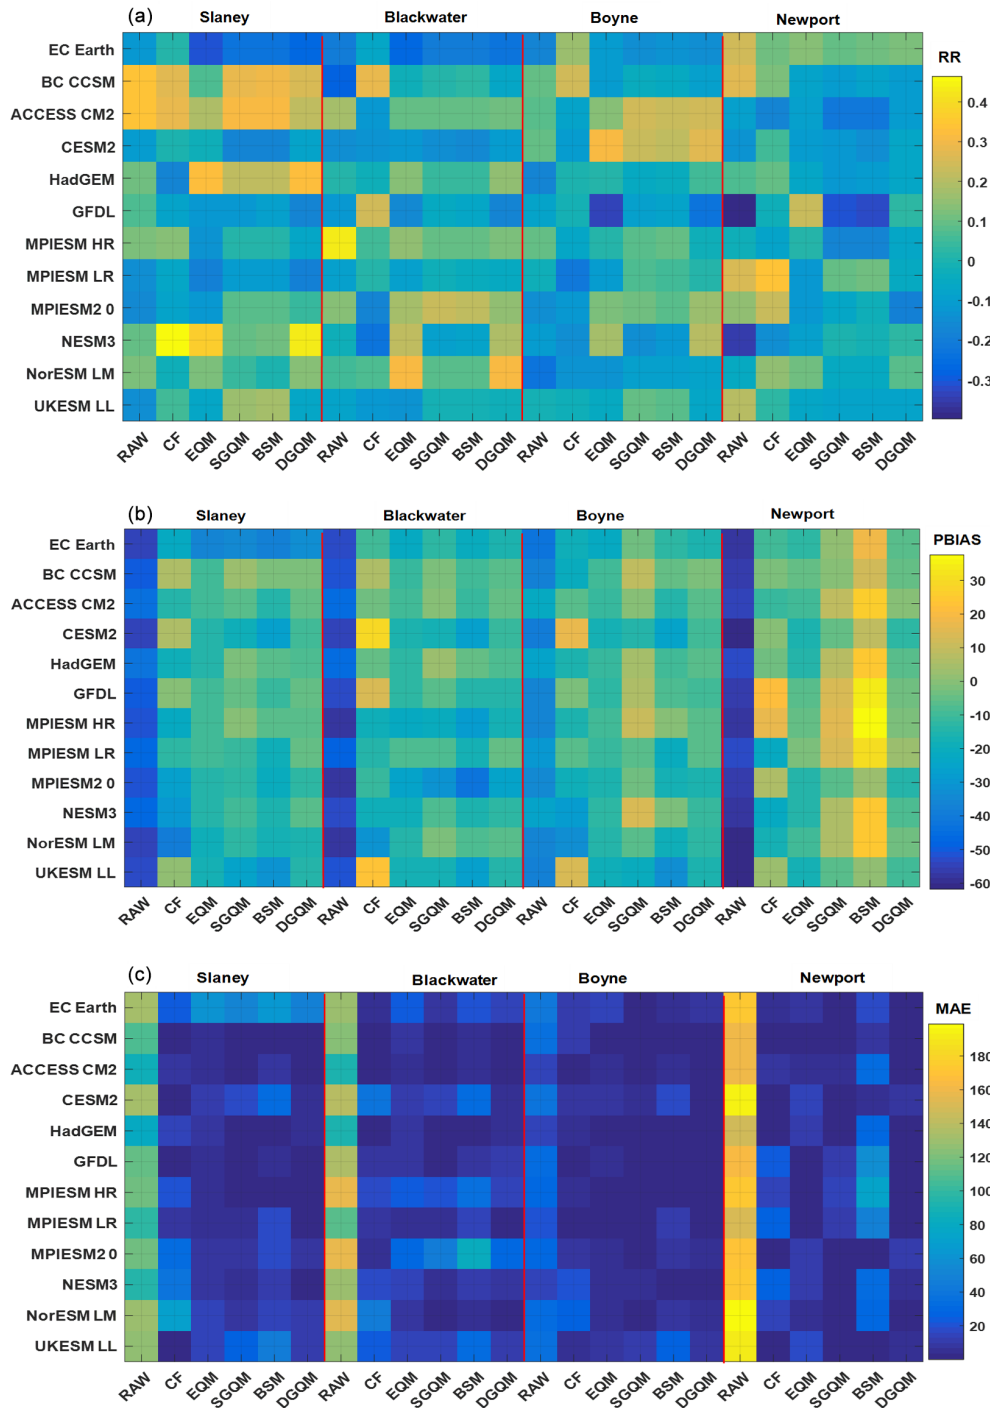 (a)
Slaney
Blackwater
Boyne
Newport
EC Earth
BC CCSM
ACCESS CM2
CESM2
HadGEM
GFDL
MPIESM HR
MPIESM LR
MPIESM2 0
NESM3
NorESM LM
UKESM LL
RAW CF EQM SGQM BSM DGQM RAW CF EQM SGQM BSM DGQM RAW CF EQM SGQM BSM DGQM RAW CF EQM SGQM BSM DGQM
RR
0.4
0.3
0.2
0.1
0
-0.1
-0.2
-0.3
(b)
Slaney
Blackwater
Boyne
Newport
EC Earth
BC CCSM
ACCESS CM2
CESM2
HadGEM
GFDL
MPIESM HR
MPIESM LR
MPIESM2 0
NESM3
NorESM LM
UKESM LL
RAW CF EQM SGQM BSM DGQM RAW CF EQM SGQM BSM DGQM RAW CF EQM SGQM BSM DGQM RAW CF EQM SGQM BSM DGQM
PBIAS
30
20
10
0
-10
-20
-30
-40
-50
-60
(c)
Slaney
Blackwater
Boyne
Newport
EC Earth
BC CCSM
ACCESS CM2
CESM2
HadGEM
GFDL
MPIESM HR
MPIESM LR
MPIESM2 0
NESM3
NorESM LM
UKESM LL
RAW CF EQM SGQM BSM DGQM RAW CF EQM SGQM BSM DGQM RAW CF EQM SGQM BSM DGQM RAW CF EQM SGQM BSM DGQM
MAE
180
160
140
120
100
80
60
40
20